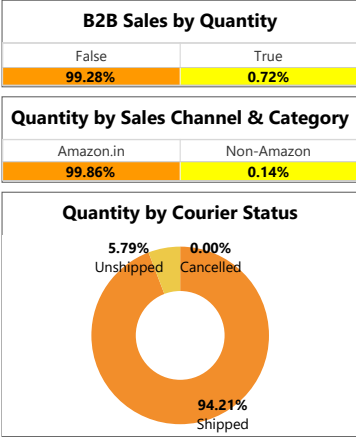 B2B Sales by Quantity
False True
99.28% 0.72%
Quantity by Sales Channel & Category
Amazon.in Non-Amazon
99.86% 0.14%
Quantity by Courier Status
5.79% 0.00%
Unshipped Cancelled
94.21%
Shipped